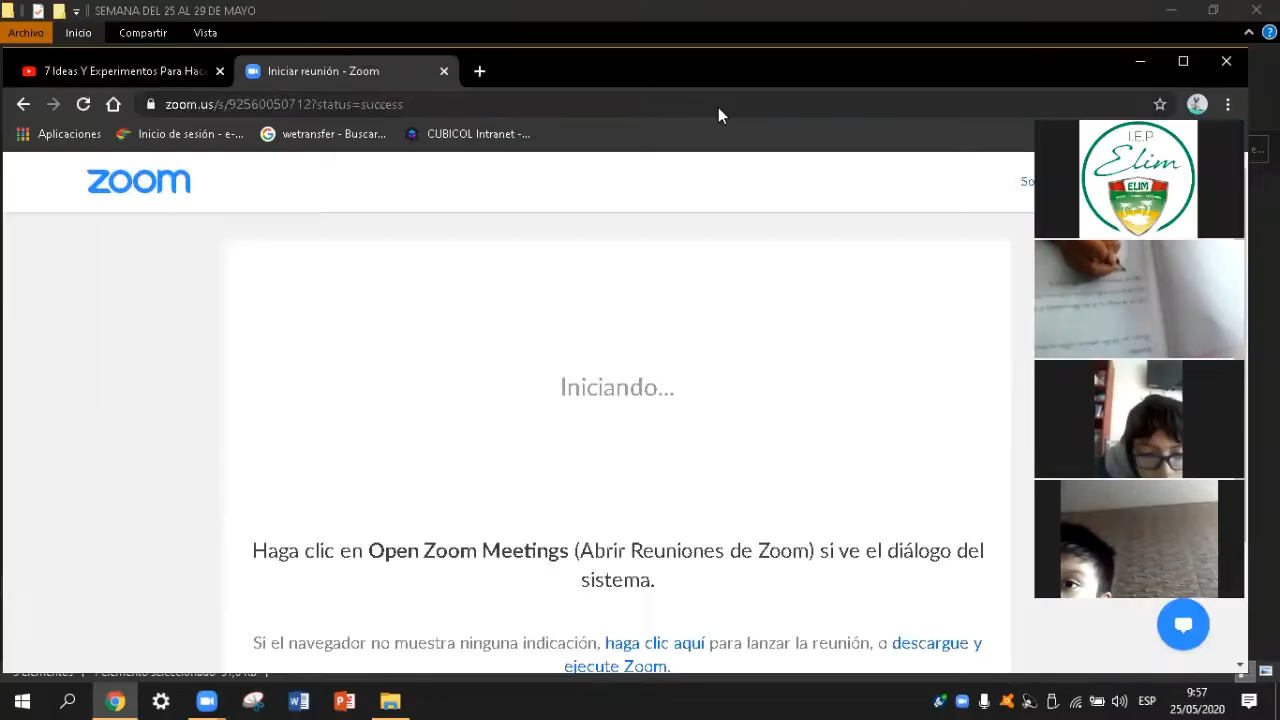 SEMANA DEL 25 AL 29 DE MAYO
Archivo Inicio Compartir Vista
7 Ideas Y Experimentos Para Hace
Iniciar reunión - Zoom
zoom.us/s/92560050712?status=success
Aplicaciones
Inicio de sesión - e-...
wetransfer - Buscar...
CUBICOL Intranet -...
zoom
So
I.E.P
Elim
ELIM
Iniciando...
Haga clic en Open Zoom Meetings (Abrir Reuniones de Zoom) si ve el diálogo del
sistema.
Si el navegador no muestra ninguna indicación, haga clic aquí para lanzar la reunión, o descargue y
ejecute Zoom.
ESP
9:57
25/05/2020